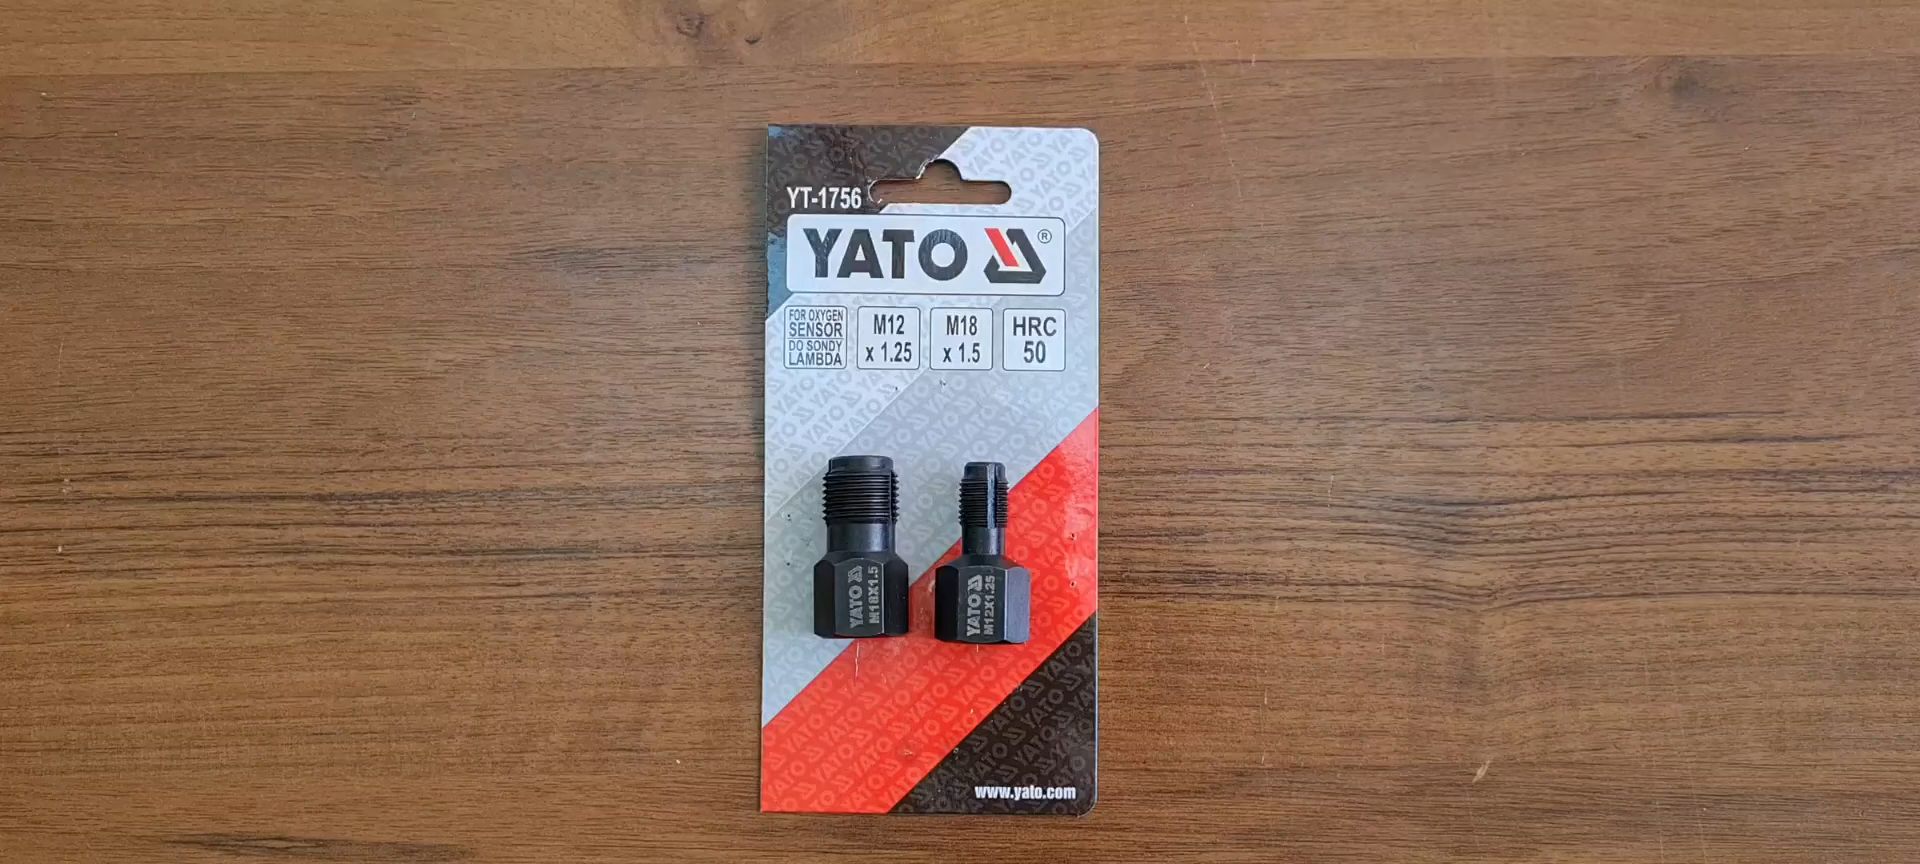 YT-1756
YATO ®
FOR OXYGEN
SENSOR
DO SONDY
LAMBDA
M12
x 1.25
M18
x 1.5
HRC
50
YATO
M18X1.5
YATO
M12X1.25
www.yato.com